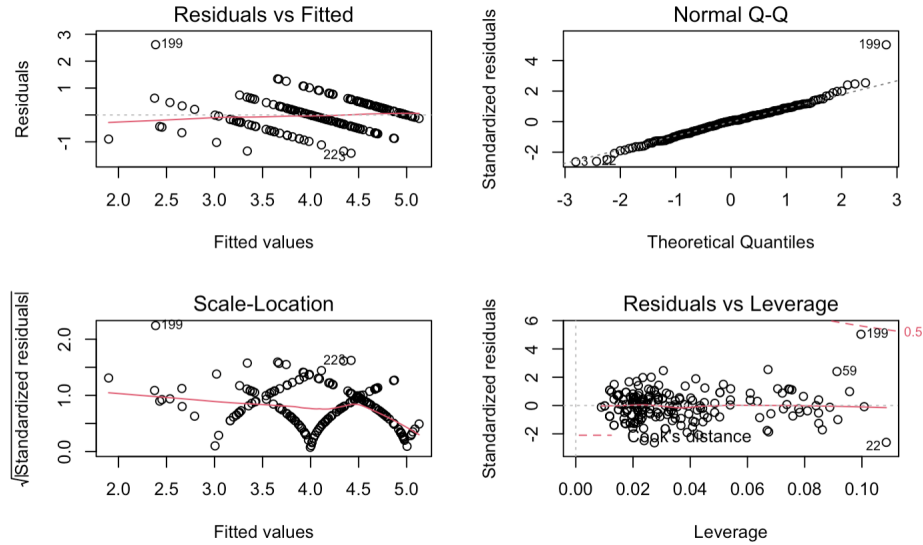 Residuals vs Fitted
Residuals
3
1
-1
199
223
2.0 2.5 3.0 3.5 4.0 4.5 5.0
Fitted values
Normal Q-Q
Standardized residuals
4
2
0
-2
199
3
22
-3 -2 -1 0 1 2 3
Theoretical Quantiles
Scale-Location
√|Standardized residuals|
2.0
1.0
0.0
199
2.0 2.5 3.0 3.5 4.0 4.5 5.0
Fitted values
Residuals vs Leverage
Standardized residuals
6
4
2
0
-2
0.5
199
59
22
Cook's distance
0.00 0.02 0.04 0.06 0.08 0.10
Leverage